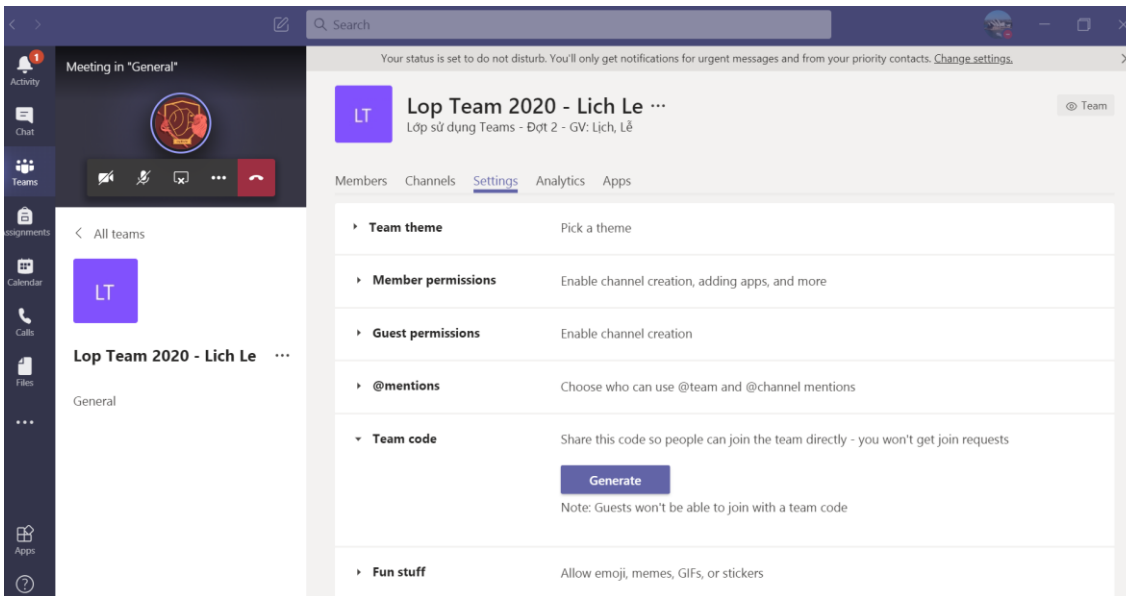 Search
Your status is set to do not disturb. You'll only get notifications for urgent messages and from your priority contacts. Change settings.
1
Activity
Chat
Teams
Assignments
Calendar
Calls
Files
Apps
Meeting in "General"
All teams
LT
Lop Team 2020 - Lich Le ···
General
LT
Lop Team 2020 - Lich Le ···
Lớp sử dụng Teams - Đợt 2 - GV: Lịch, Lễ
Team
Members Channels Settings Analytics Apps
Team theme Pick a theme
Member permissions Enable channel creation, adding apps, and more
Guest permissions Enable channel creation
@mentions Choose who can use @team and @channel mentions
Team code Share this code so people can join the team directly - you won't get join requests
Generate
Note: Guests won't be able to join with a team code
Fun stuff Allow emoji, memes, GIFs, or stickers